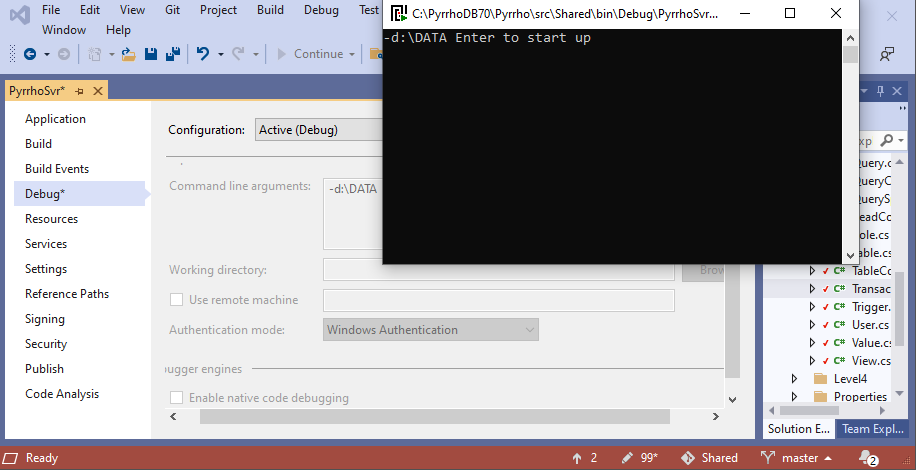 File Edit View Git Project Build Debug Test
Window Help
Continue
C:\PyrrhoDB70\Pyrrho\src\Shared\bin\Debug\PyrrhoSvr...
-d:\DATA Enter to start up
PyrrhoSvr*
Application
Build
Build Events
Debug*
Resources
Services
Settings
Reference Paths
Signing
Security
Publish
Code Analysis
Configuration: Active (Debug)
Command line arguments: -d:\DATA
Working directory: Brow
Use remote machine
Authentication mode: Windows Authentication
ugger engines
Enable native code debugging
xp
Query.c
QueryC
QueryS
eadCo
ole.cs
able.cs
C# TableCo
C# Transac
C# Trigger.
C# User.cs
C# Value.cs
C# View.cs
Level4
Properties
Solution E... Team Expl...
Ready 2 99* Shared master 2